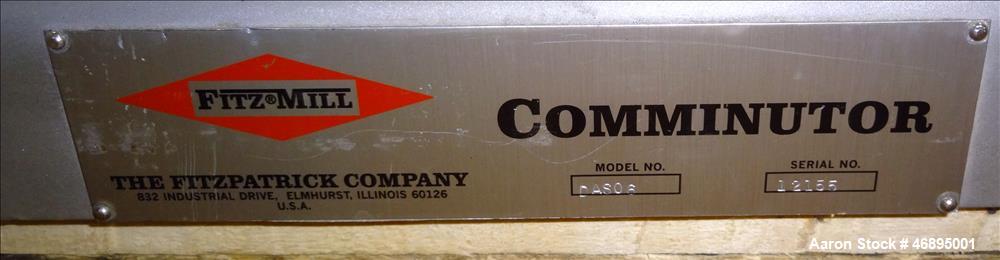 FITZ®MILL
COMMINUTOR
THE FITZPATRICK COMPANY
832 INDUSTRIAL DRIVE, ELMHURST, ILLINOIS 60126
U.S.A.
MODEL NO.
DAS06
SERIAL NO.
12155
Aaron Stock # 46895001